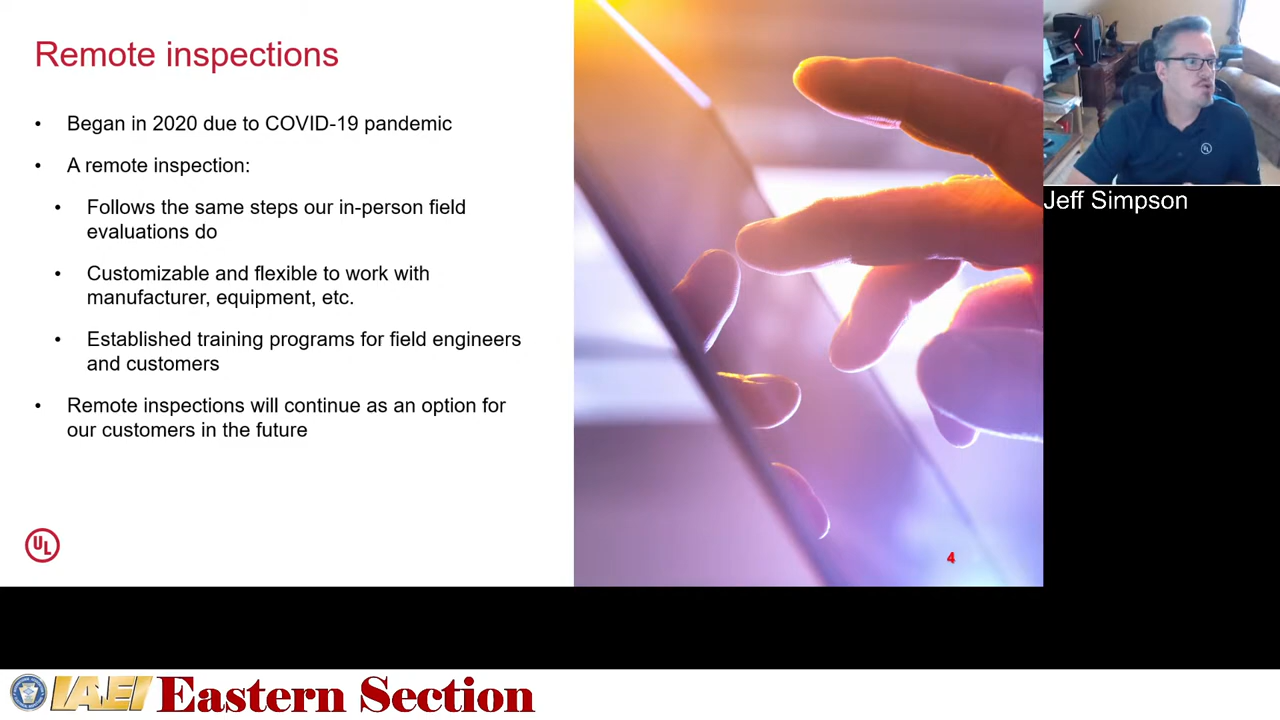 Remote inspections
• Began in 2020 due to COVID-19 pandemic
• A remote inspection:
• Follows the same steps our in-person field
evaluations do
• Customizable and flexible to work with
manufacturer, equipment, etc.
• Established training programs for field engineers
and customers
• Remote inspections will continue as an option for
our customers in the future
UL
4
UL
Jeff Simpson
IAEI Eastern Section